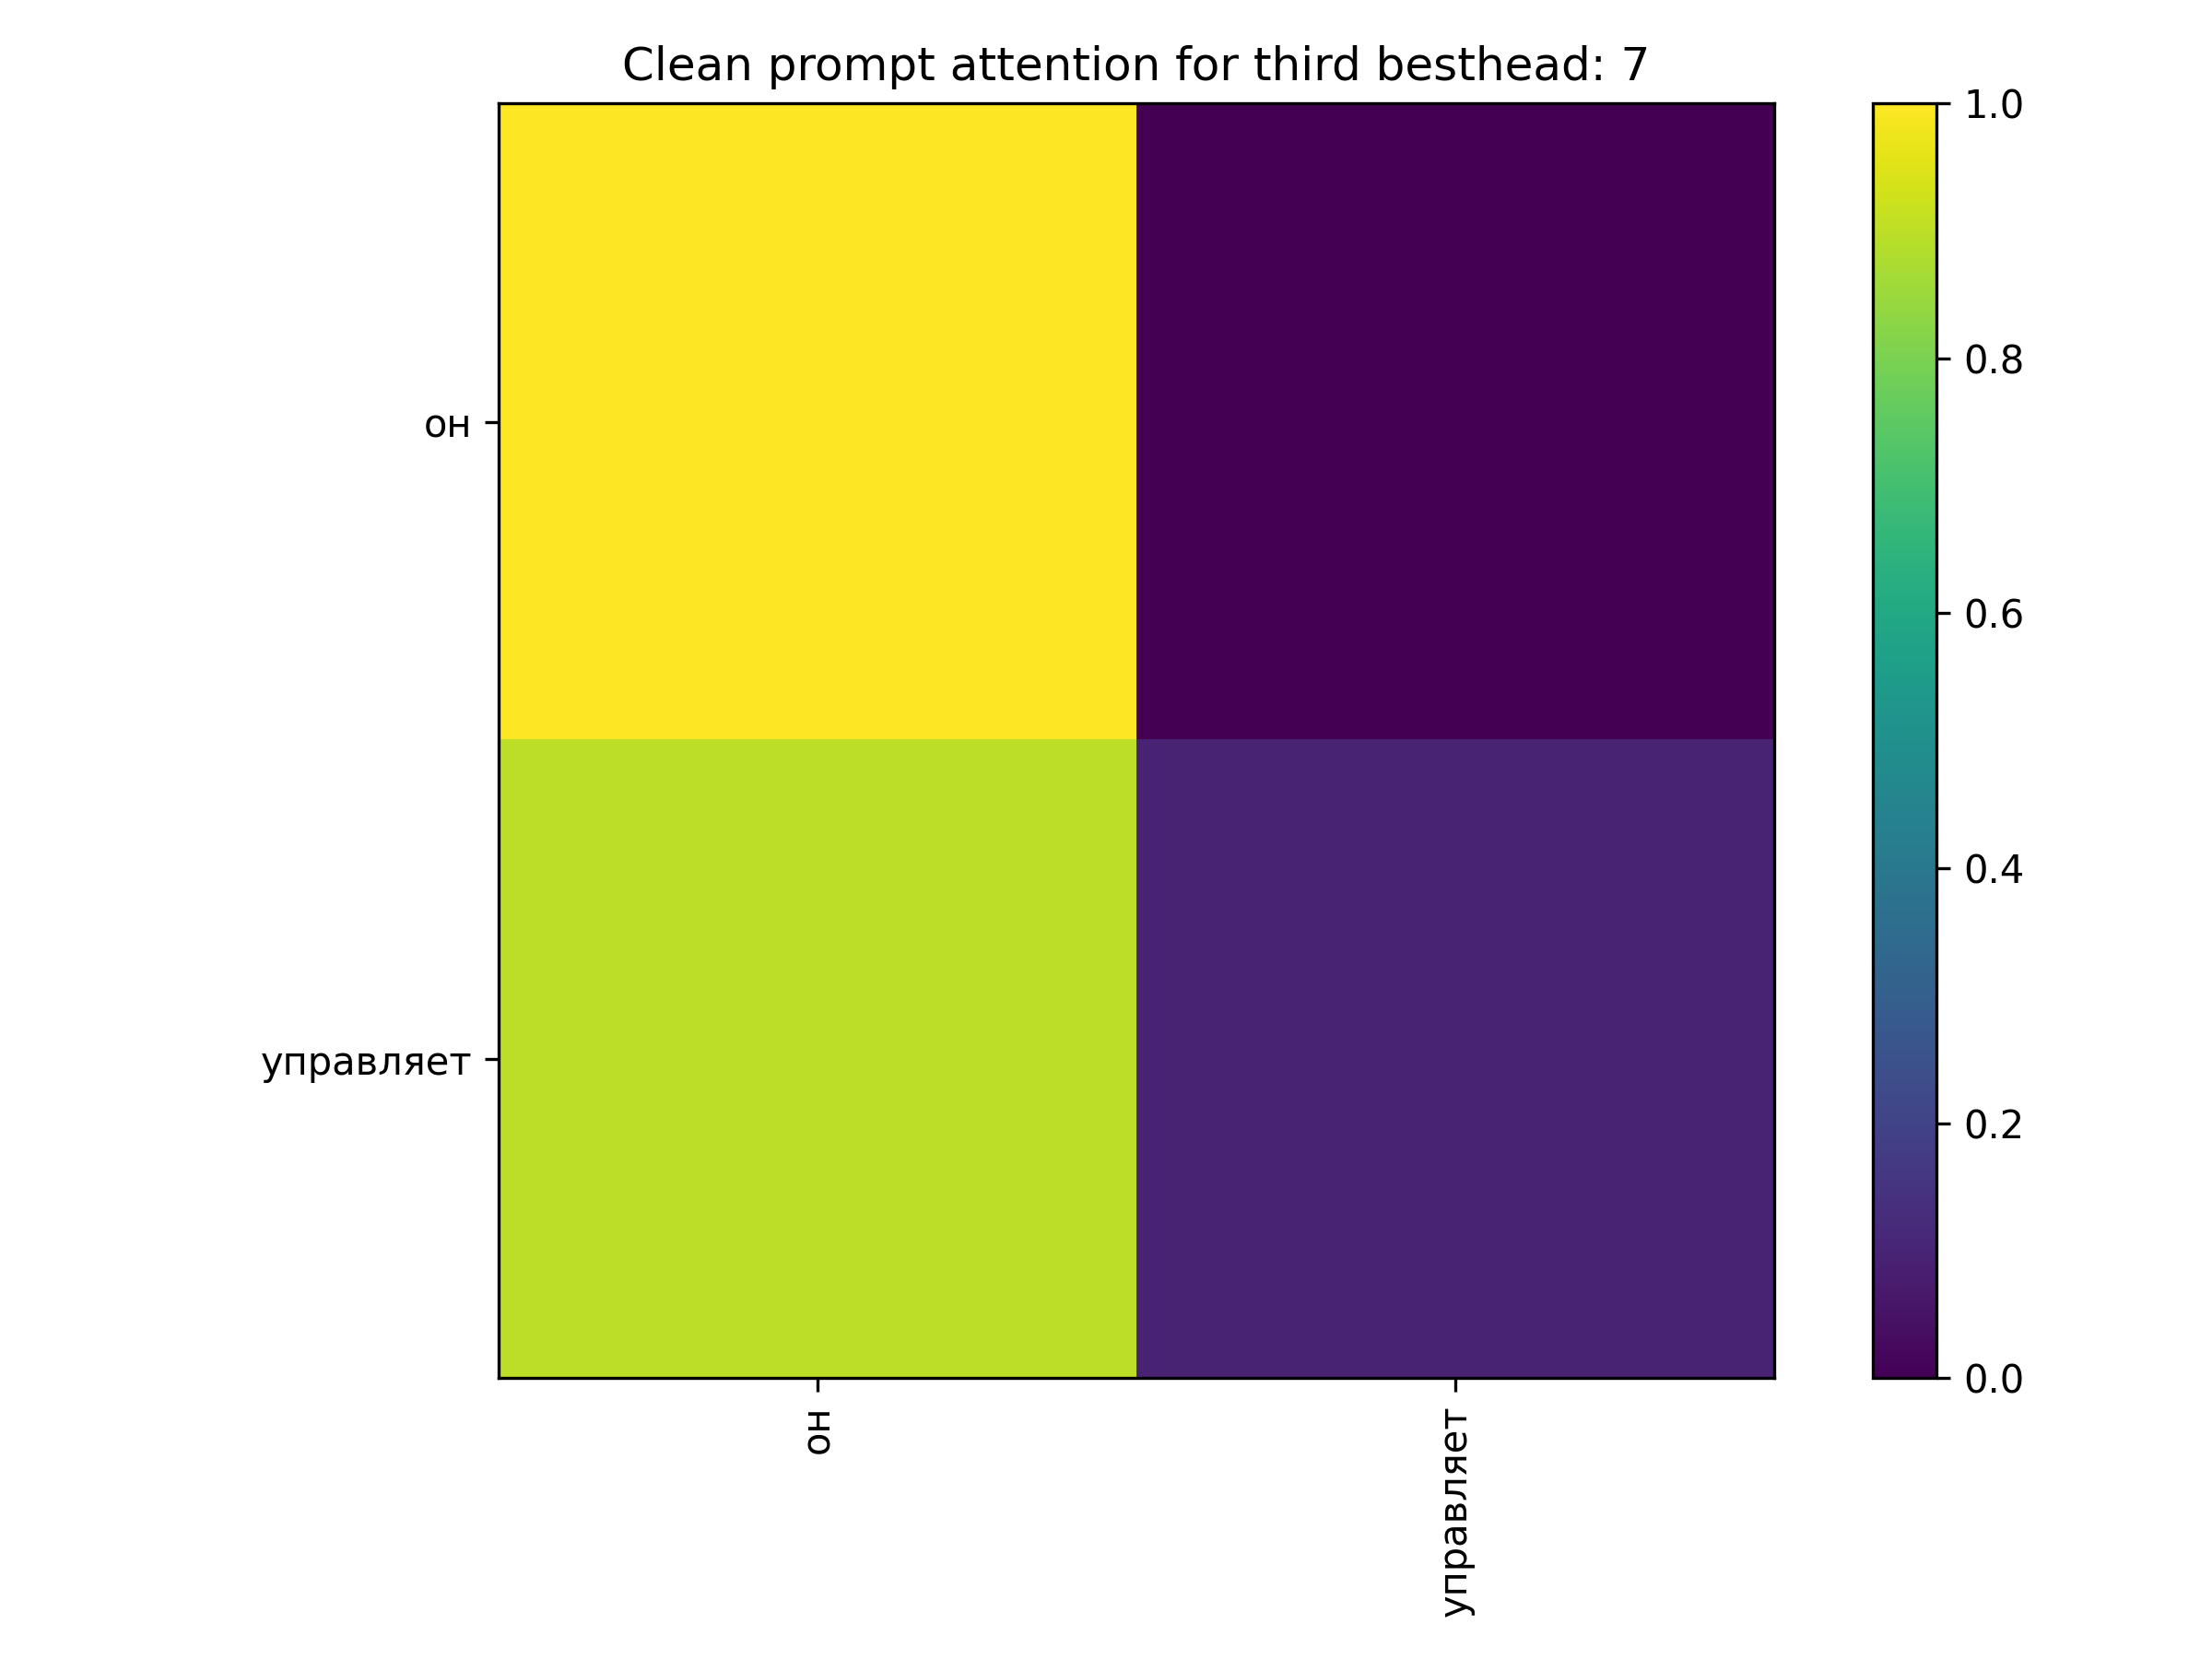 Clean prompt attention for third besthead: 7
он
управляет
он
управляет
1.0
0.8
0.6
0.4
0.2
0.0